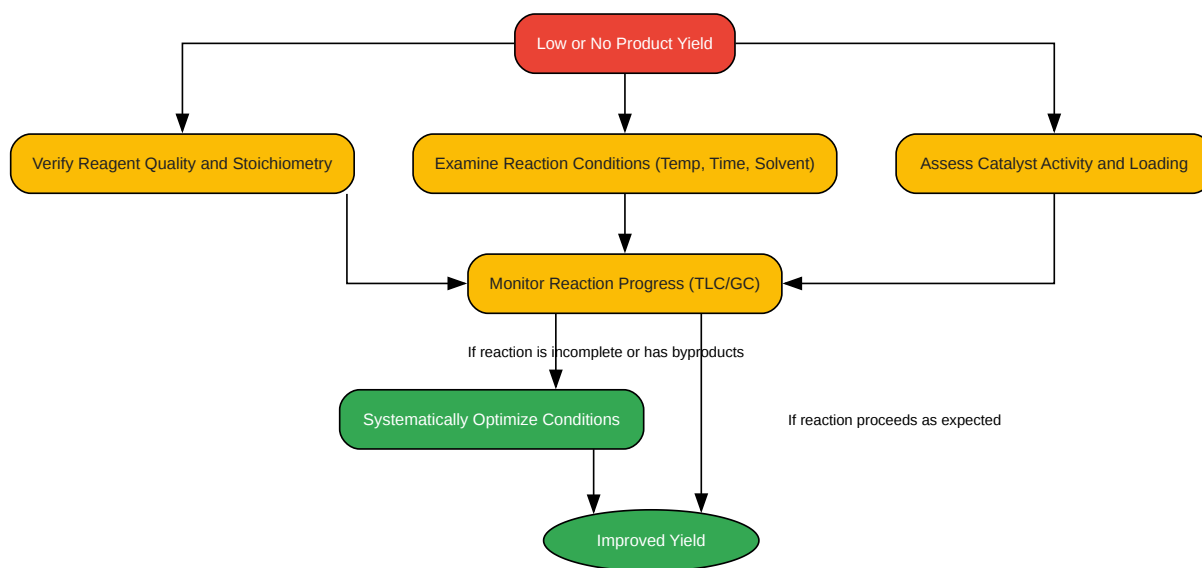 Low or No Product Yield
Verify Reagent Quality and Stoichiometry
Examine Reaction Conditions (Temp, Time, Solvent)
Assess Catalyst Activity and Loading
Monitor Reaction Progress (TLC/GC)
If reaction is incomplete or has byproducts
Systematically Optimize Conditions
If reaction proceeds as expected
Improved Yield